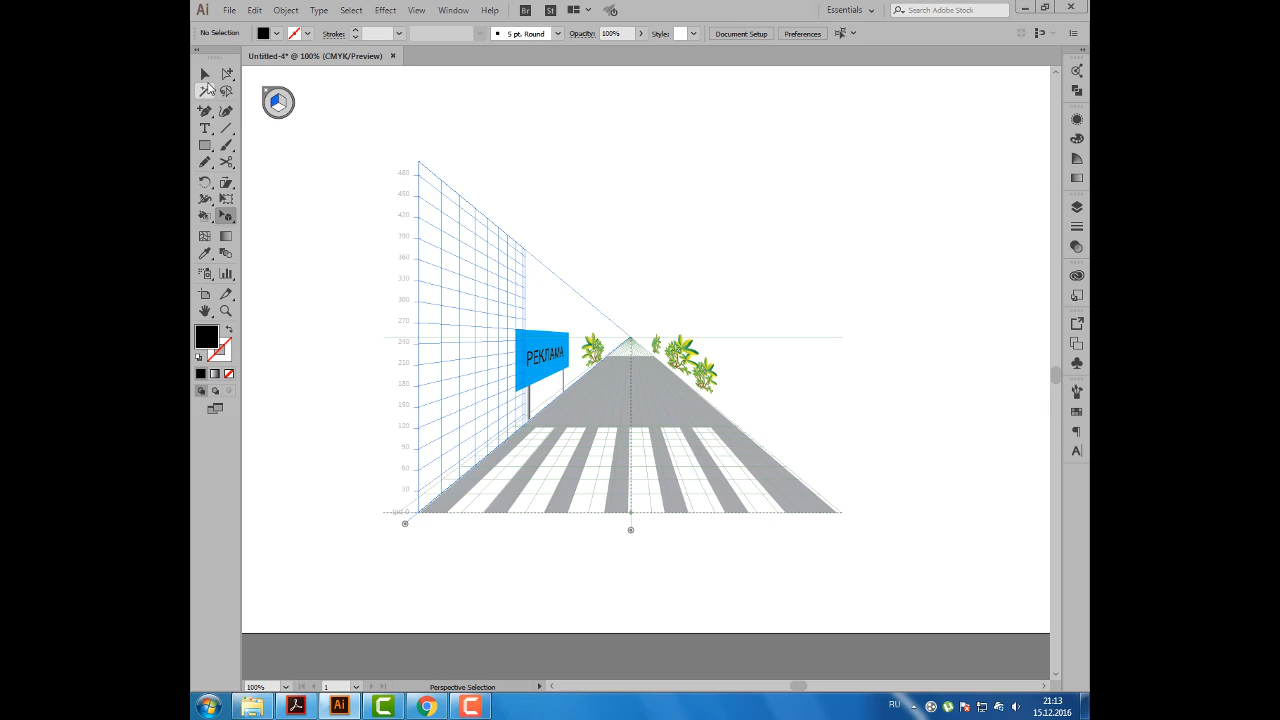 Ai File Edit Object Type Select Effect View Window Help Br St Essentials Search Adobe Stock
No Selection Stroke: 5 pt. Round Opacity: 100% Style: Document Setup Preferences
Untitled-4* @ 100% (CMYK/Preview) ×
T
480
450
420
390
360
330
300
270
240
210
180
150
120
90
60
30
РЕКЛАМА
A
100% 1 Perspective Selection
Ai C C RU 21:13
15.12.2016